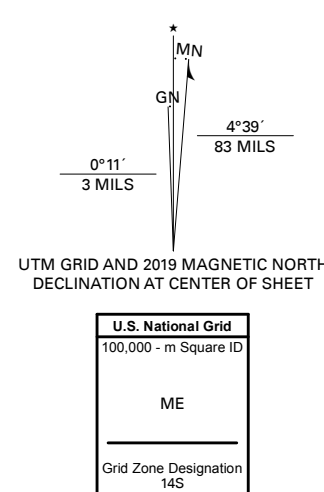 MN
GN
4°39´
83 MILS
0°11´
3 MILS
UTM GRID AND 2019 MAGNETIC NORTH
DECLINATION AT CENTER OF SHEET
U.S. National Grid
100,000 - m Square ID
ME
Grid Zone Designation
14S